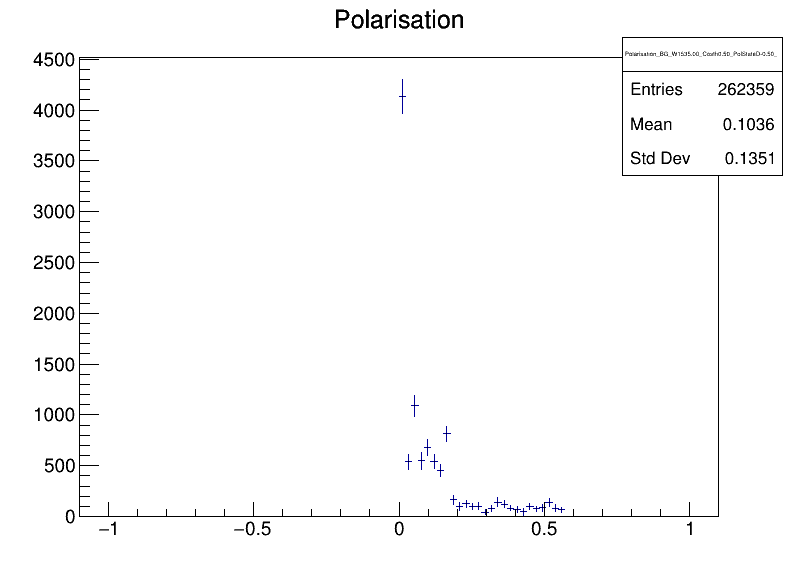 Polarisation
Polarisation_BG_W1535.00_Costh0.50_PolStateD-0.50_
Entries 262359
Mean 0.1036
Std Dev 0.1351
4500
4000
3500
3000
2500
2000
1500
1000
500
0
−1 −0.5 0 0.5 1